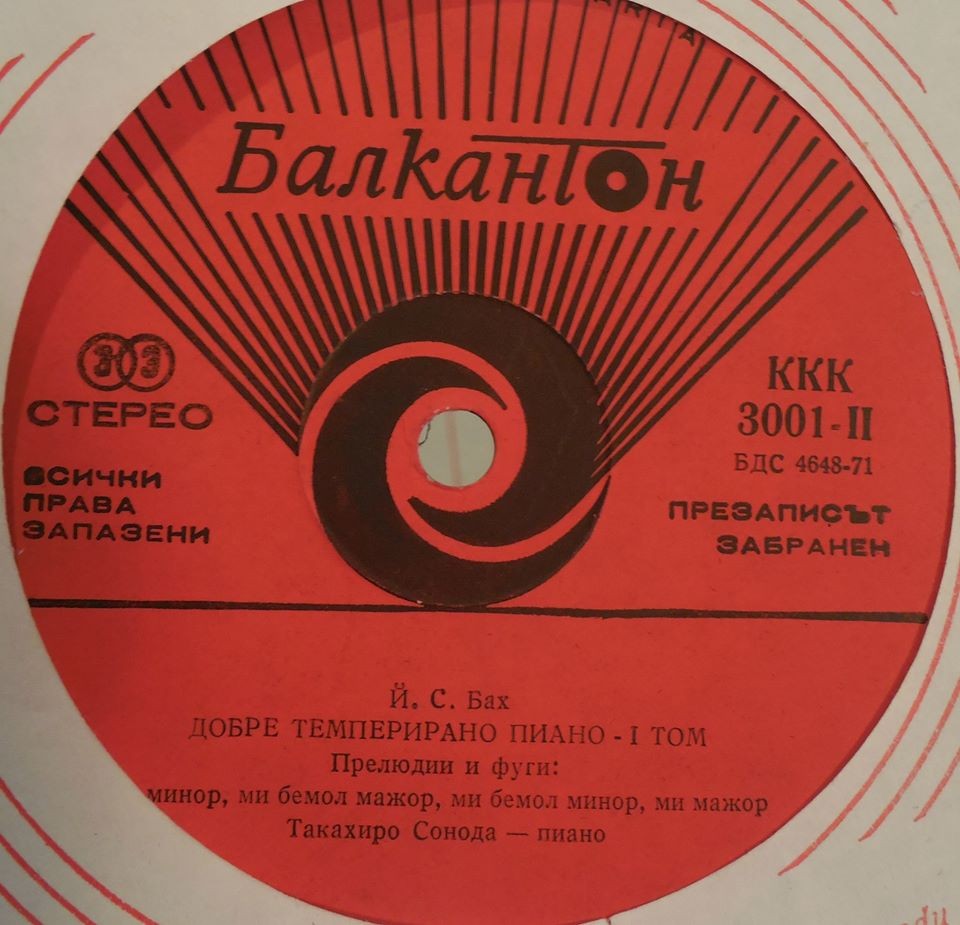 БалканТон
33
СТЕРЕО
ВСИЧКИ
ПРАВА
ЗАПАЗЕНИ
ККК
3001-II
БДС 4648-71
ПРЕЗАПИСЪТ
ЗАБРАНЕН
Й. С. Бах
ДОБРЕ ТЕМПЕРИРАНО ПИАНО - I ТОМ
Прелюдии и фуги:
минор, ми бемол мажор, ми бемол минор, ми мажор
Такахиро Сонода — пиано